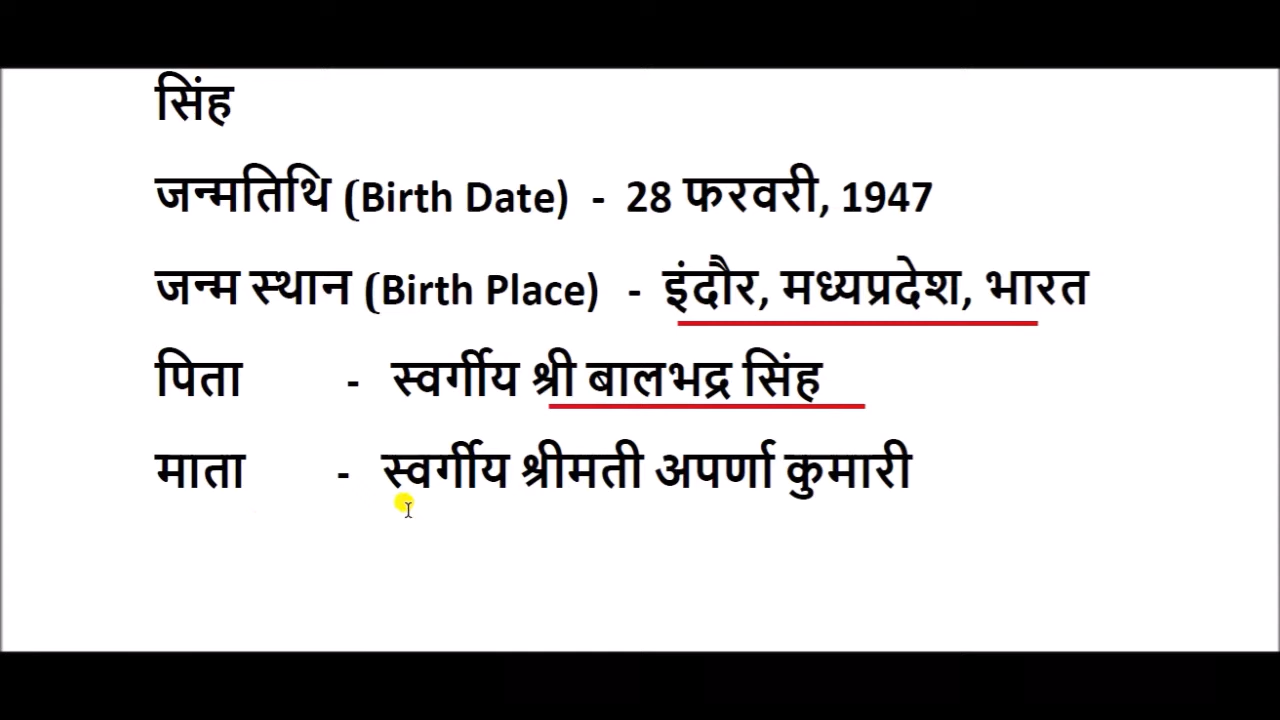 सिंह
जन्मतिथि (Birth Date) - 28 फरवरी, 1947
जन्म स्थान (Birth Place) - इंदौर, मध्यप्रदेश, भारत
पिता - स्वर्गीय श्री बालभद्र सिंह
माता - स्वर्गीय श्रीमती अपर्णा कुमारी